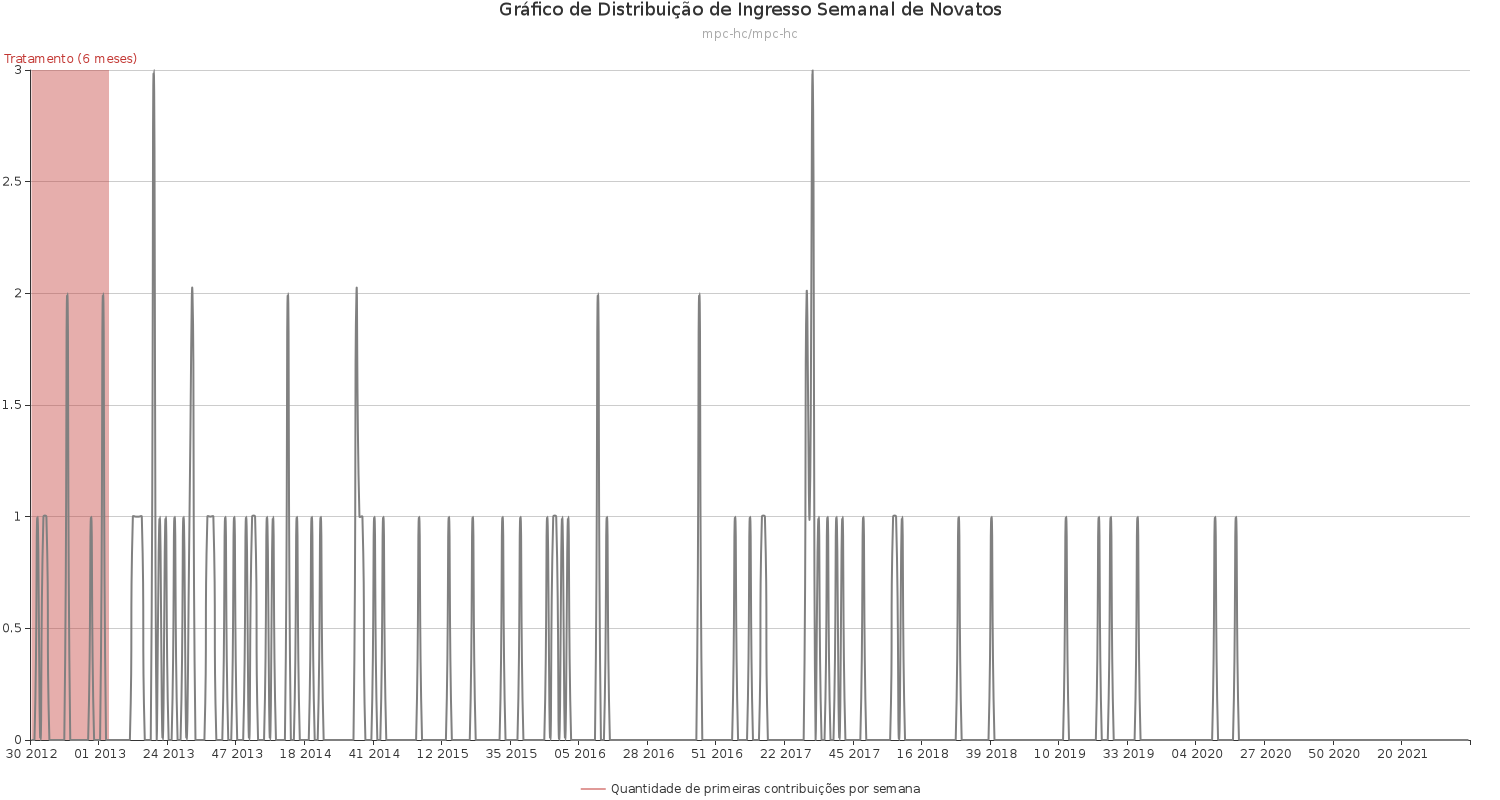 Gráfico de Distribuição de Ingresso Semanal de Novatos
mpc-hc/mpc-hc
Tratamento (6 meses)
3
2.5
2
1.5
1
0.5
0
30 2012 01 2013 24 2013 47 2013 18 2014 41 2014 12 2015 35 2015 05 2016 28 2016 51 2016 22 2017 45 2017 16 2018 39 2018 10 2019 33 2019 04 2020 27 2020 50 2020 20 2021
Quantidade de primeiras contribuições por semana